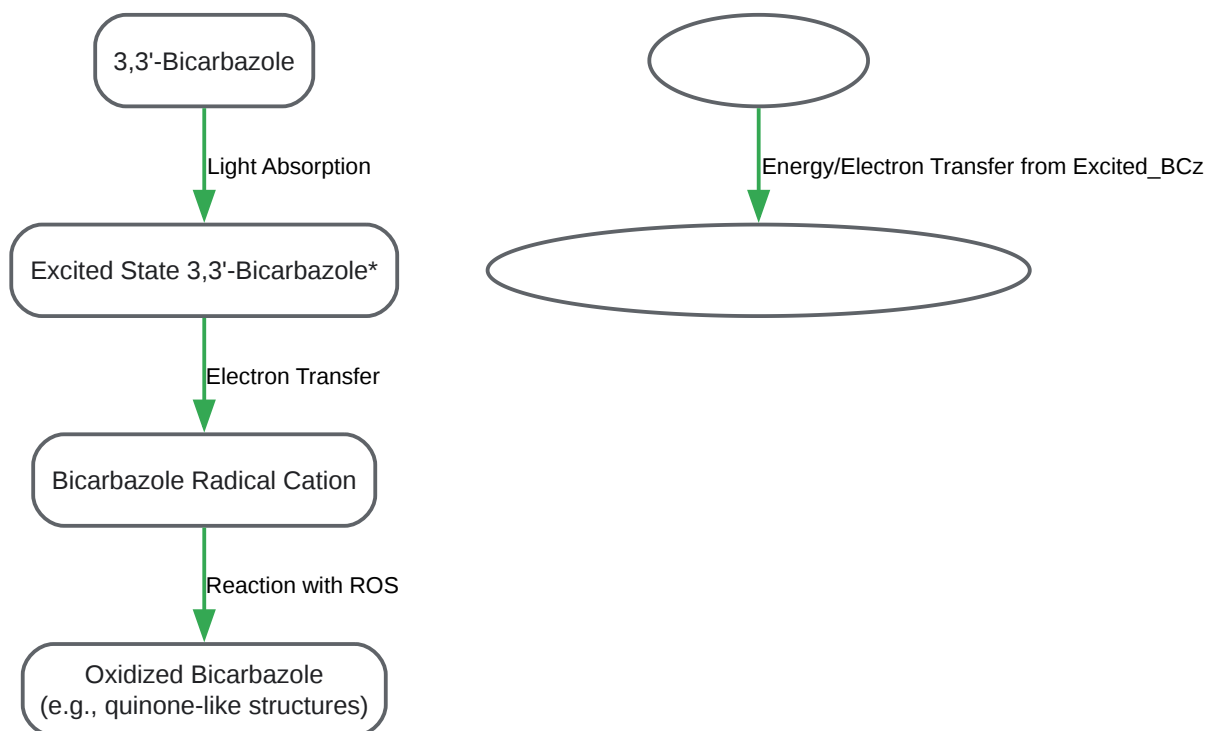 3,3'-Bicarbazole
Light Absorption
Energy/Electron Transfer from Excited_BCz
Excited State 3,3'-Bicarbazole*
Electron Transfer
Bicarbazole Radical Cation
Reaction with ROS
Oxidized Bicarbazole
(e.g., quinone-like structures)